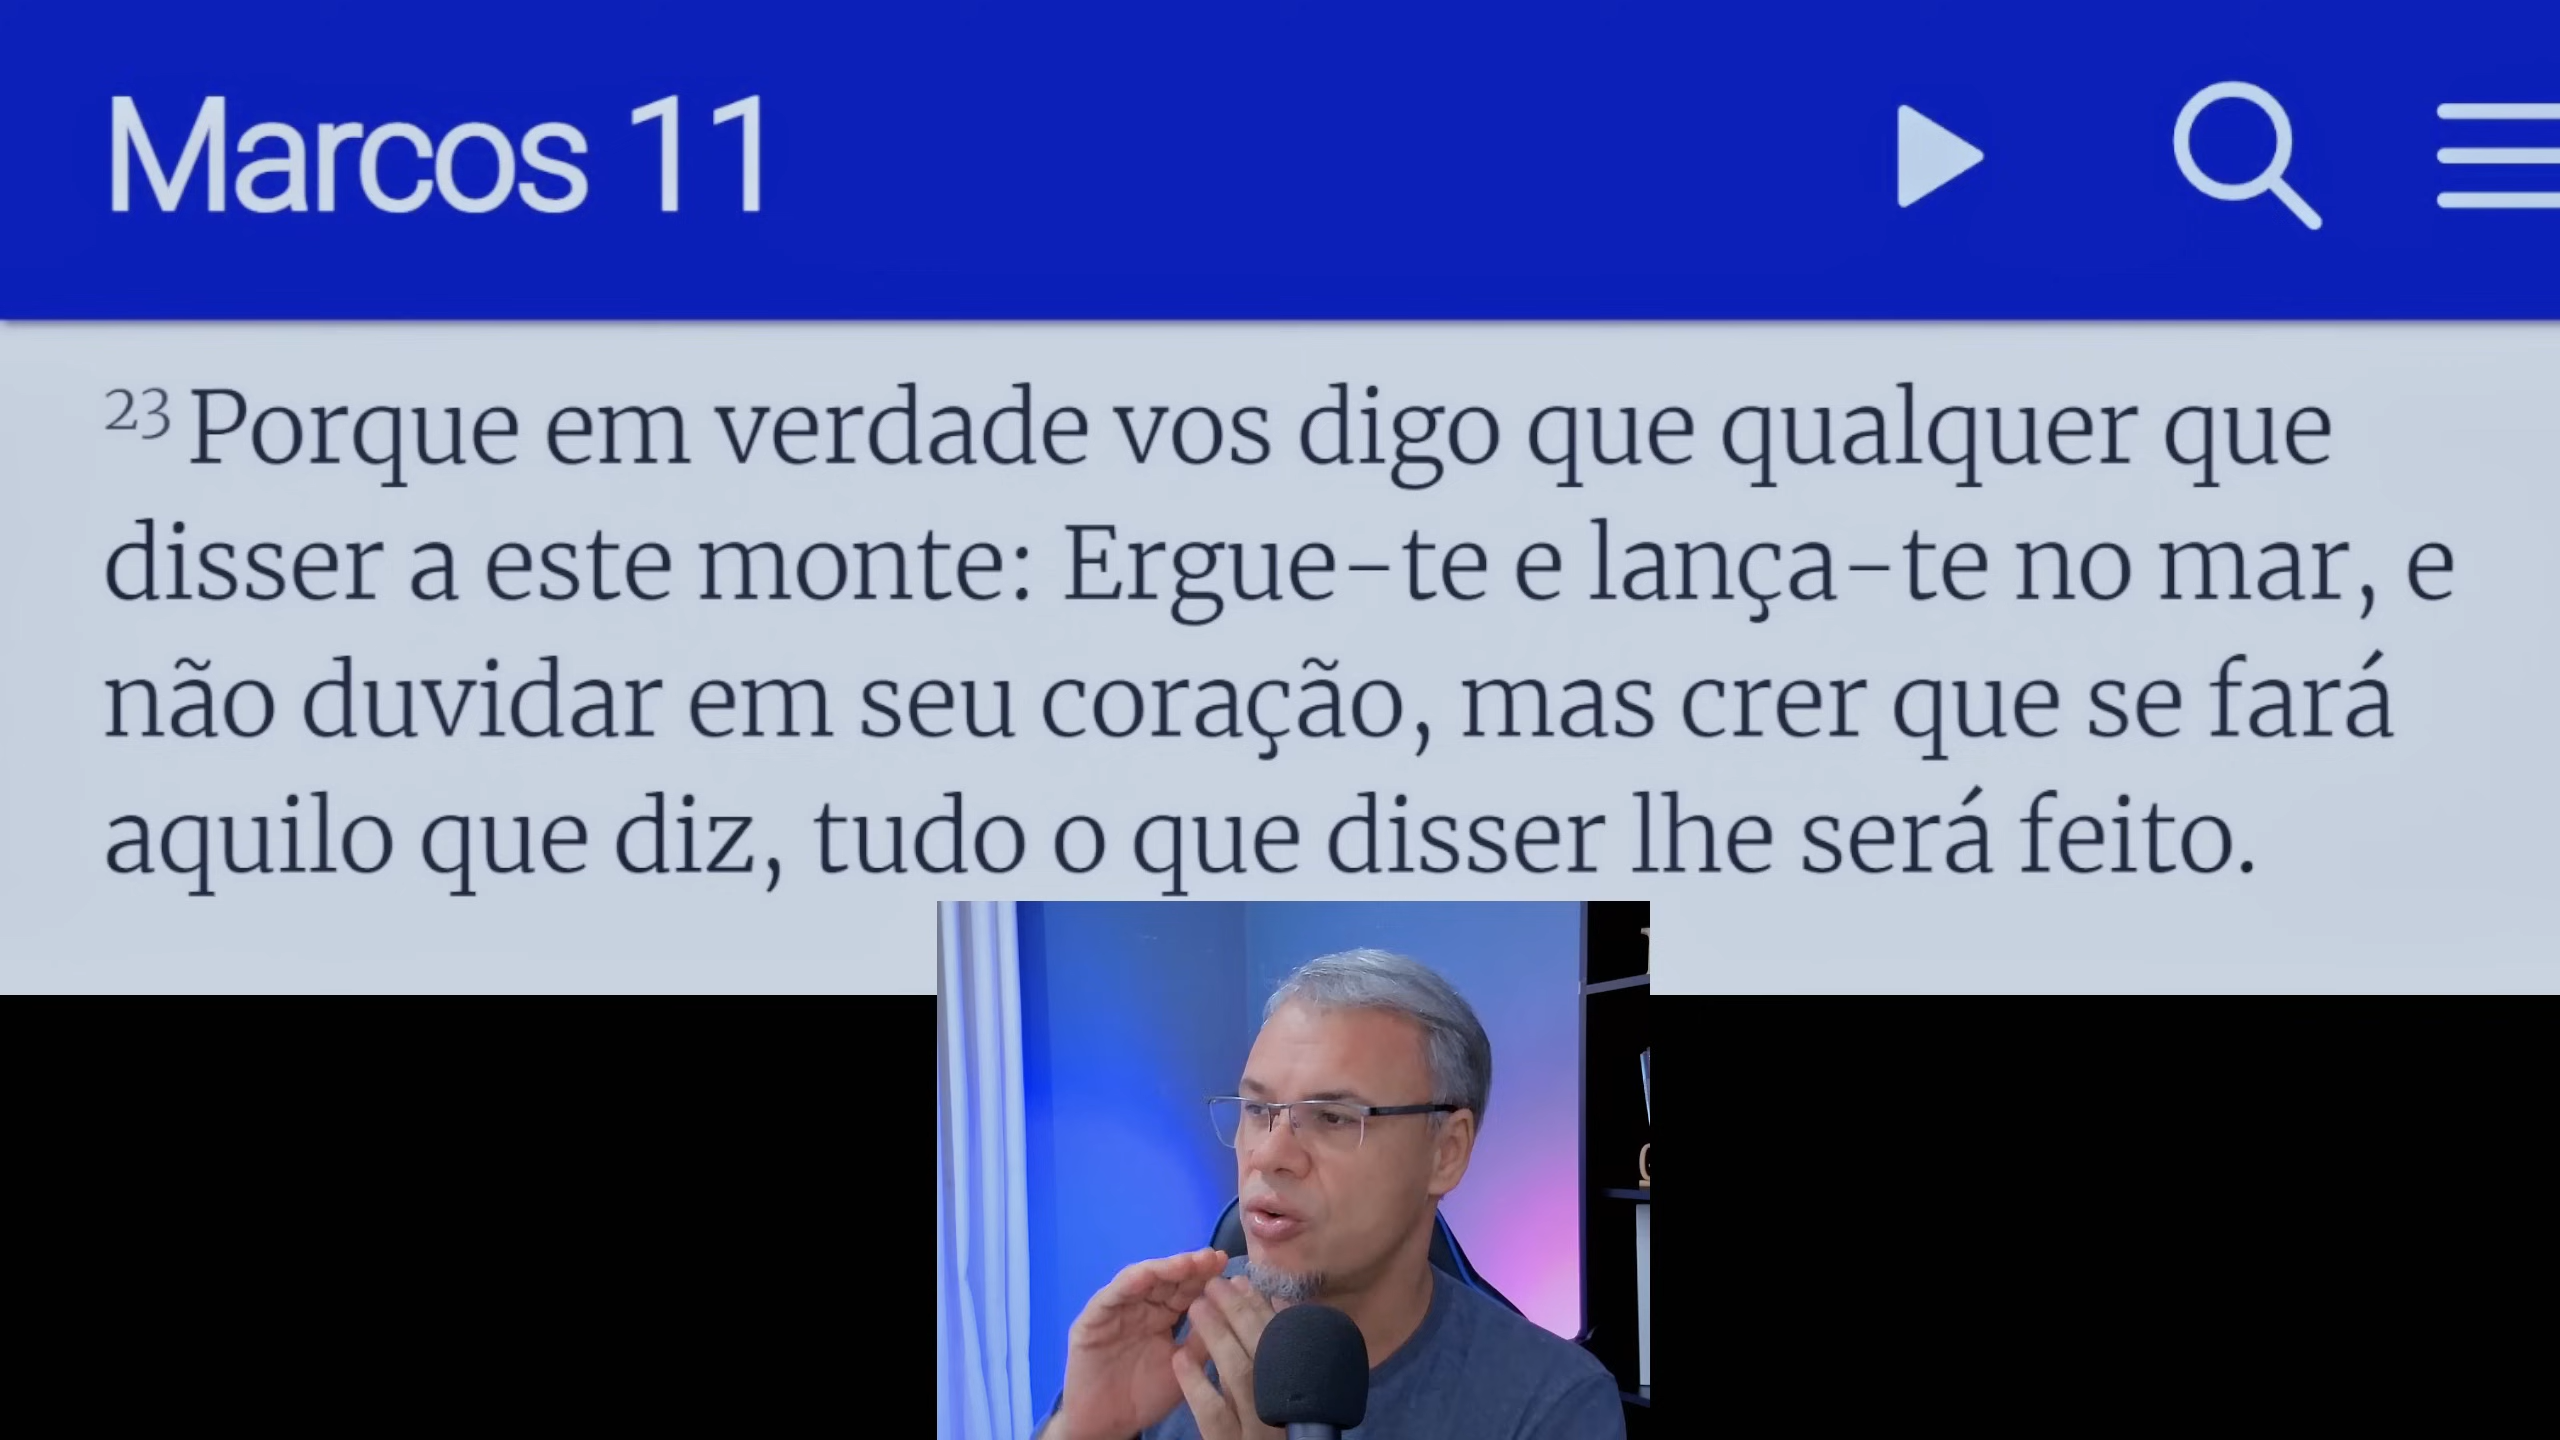 Marcos 11
23 Porque em verdade vos digo que qualquer que
disser a este monte: Ergue-te e lança-te no mar, e
não duvidar em seu coração, mas crer que se fará
aquilo que diz, tudo o que disser lhe será feito.